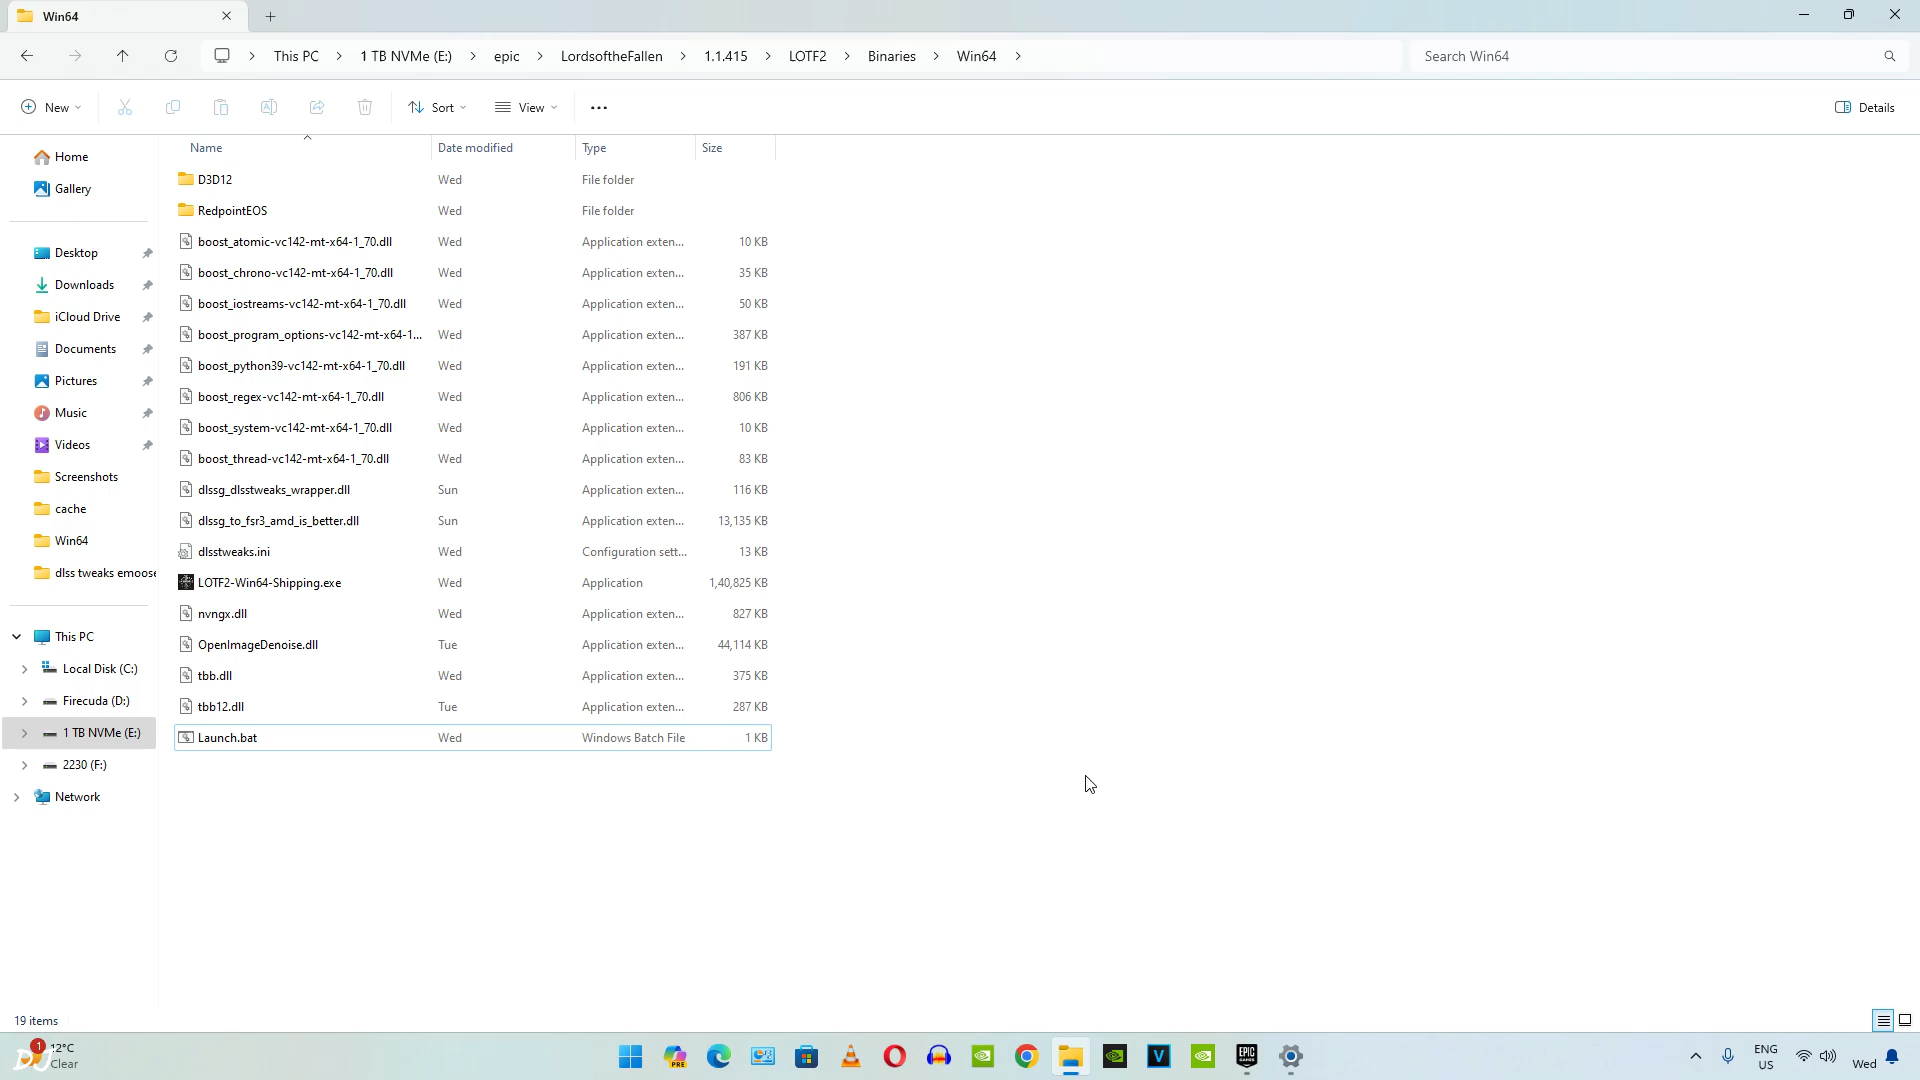 Win64
This PC > 1 TB NVMe (E:) > epic > LordsoftheFallen > 1.1.415 > LOTF2 > Binaries > Win64 >
Search Win64
New
Sort
View
Details
Name Date modified Type Size
Home
Gallery
Desktop
Downloads
iCloud Drive
Documents
Pictures
Music
Videos
Screenshots
cache
Win64
dlss tweaks emoose
This PC
Local Disk (C:)
Firecuda (D:)
1 TB NVMe (E:)
2230 (F:)
Network
D3D12 Wed File folder
RedpointEOS Wed File folder
boost_atomic-vc142-mt-x64-1_70.dll Wed Application exten... 10 KB
boost_chrono-vc142-mt-x64-1_70.dll Wed Application exten... 35 KB
boost_iostreams-vc142-mt-x64-1_70.dll Wed Application exten... 50 KB
boost_program_options-vc142-mt-x64-1... Wed Application exten... 387 KB
boost_python39-vc142-mt-x64-1_70.dll Wed Application exten... 191 KB
boost_regex-vc142-mt-x64-1_70.dll Wed Application exten... 806 KB
boost_system-vc142-mt-x64-1_70.dll Wed Application exten... 10 KB
boost_thread-vc142-mt-x64-1_70.dll Wed Application exten... 83 KB
dlssg_dlsstweaks_wrapper.dll Sun Application exten... 116 KB
dlssg_to_fsr3_amd_is_better.dll Sun Application exten... 13,135 KB
dlsstweaks.ini Wed Configuration sett... 13 KB
LOTF2-Win64-Shipping.exe Wed Application 1,40,825 KB
nvngx.dll Wed Application exten... 827 KB
OpenImageDenoise.dll Tue Application exten... 44,114 KB
tbb.dll Wed Application exten... 375 KB
tbb12.dll Tue Application exten... 287 KB
Launch.bat Wed Windows Batch File 1 KB
19 items
1
12°C
Clear
PRE
EPIC
GAMES
V
ENG
US
Wed